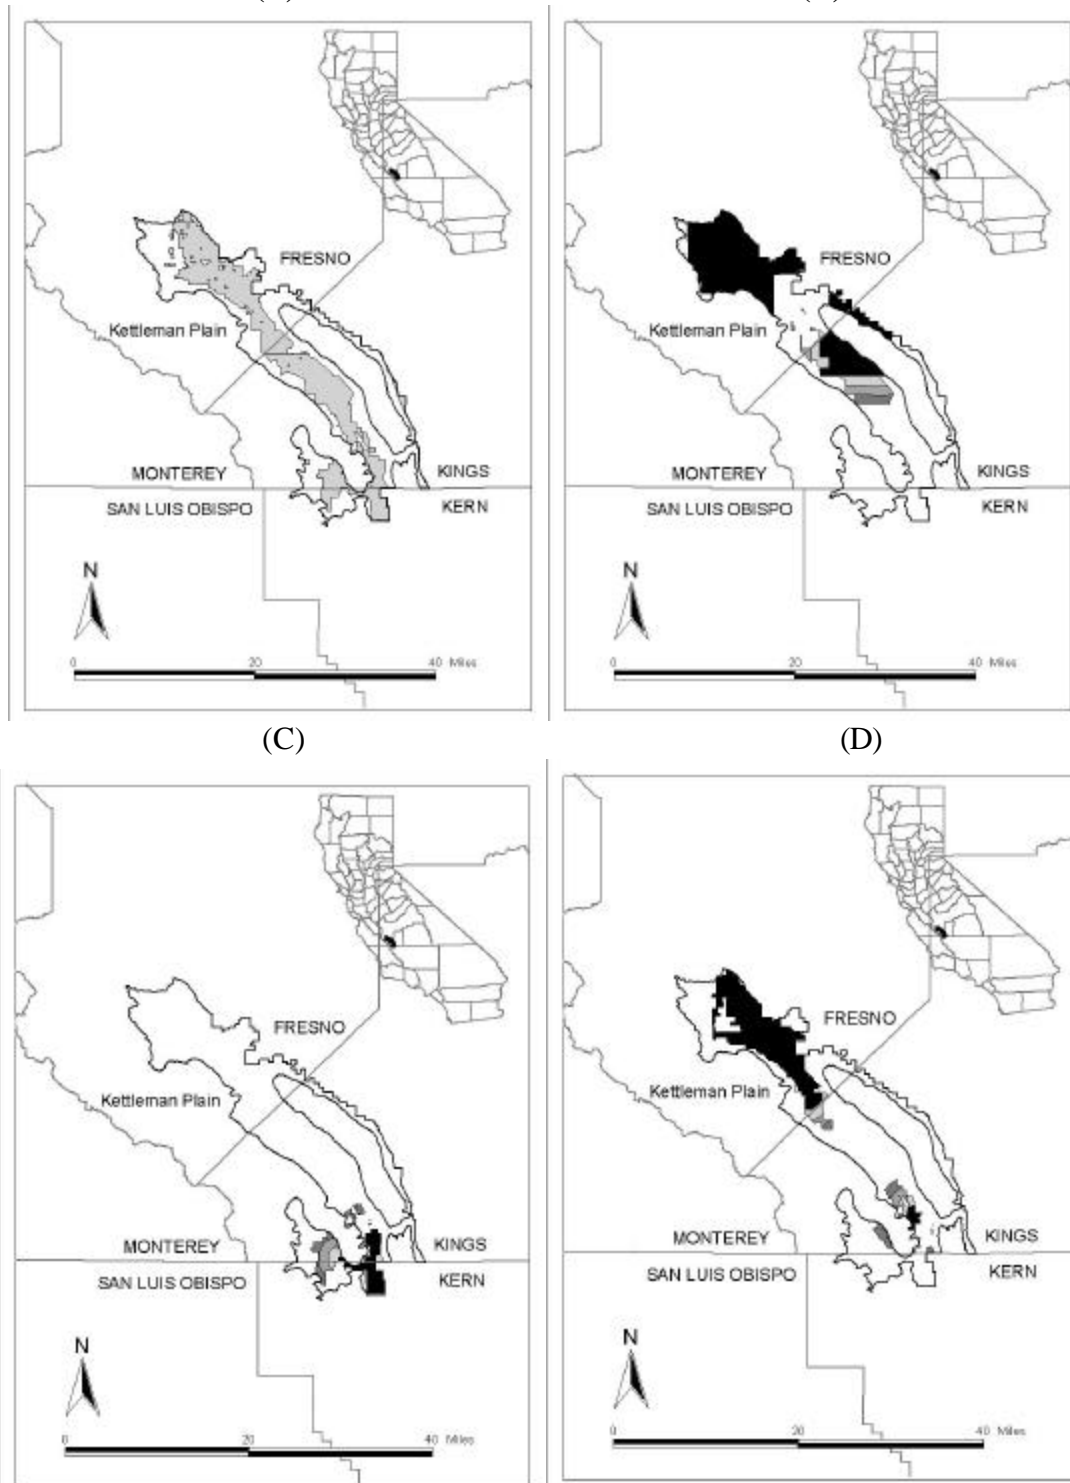 FRESNO
Kettleman Plain
MONTEREY
KINGS
SAN LUIS OBISPO
KERN
N
0 20 40 Miles
FRESNO
Kettleman Plain
MONTEREY
KINGS
SAN LUIS OBISPO
KERN
N
0 20 40 Miles
(C)
(D)
FRESNO
Kettleman Plain
MONTEREY
KINGS
SAN LUIS OBISPO
KERN
N
0 20 40 Miles
FRESNO
Kettleman Plain
MONTEREY
KINGS
SAN LUIS OBISPO
KERN
N
0 20 40 Miles